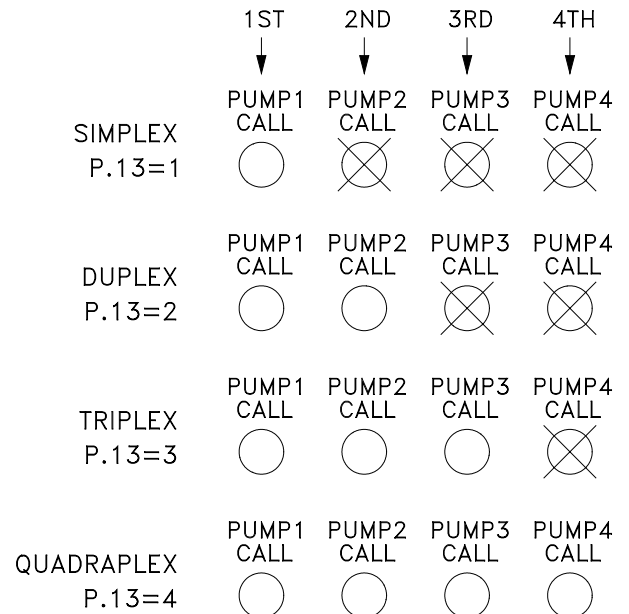 1ST 2ND 3RD 4TH
PUMP1 PUMP2 PUMP3 PUMP4
CALL CALL CALL CALL
SIMPLEX
P.13=1
PUMP1 PUMP2 PUMP3 PUMP4
CALL CALL CALL CALL
DUPLEX
P.13=2
PUMP1 PUMP2 PUMP3 PUMP4
CALL CALL CALL CALL
TRIPLEX
P.13=3
PUMP1 PUMP2 PUMP3 PUMP4
CALL CALL CALL CALL
QUADRAPLEX
P.13=4